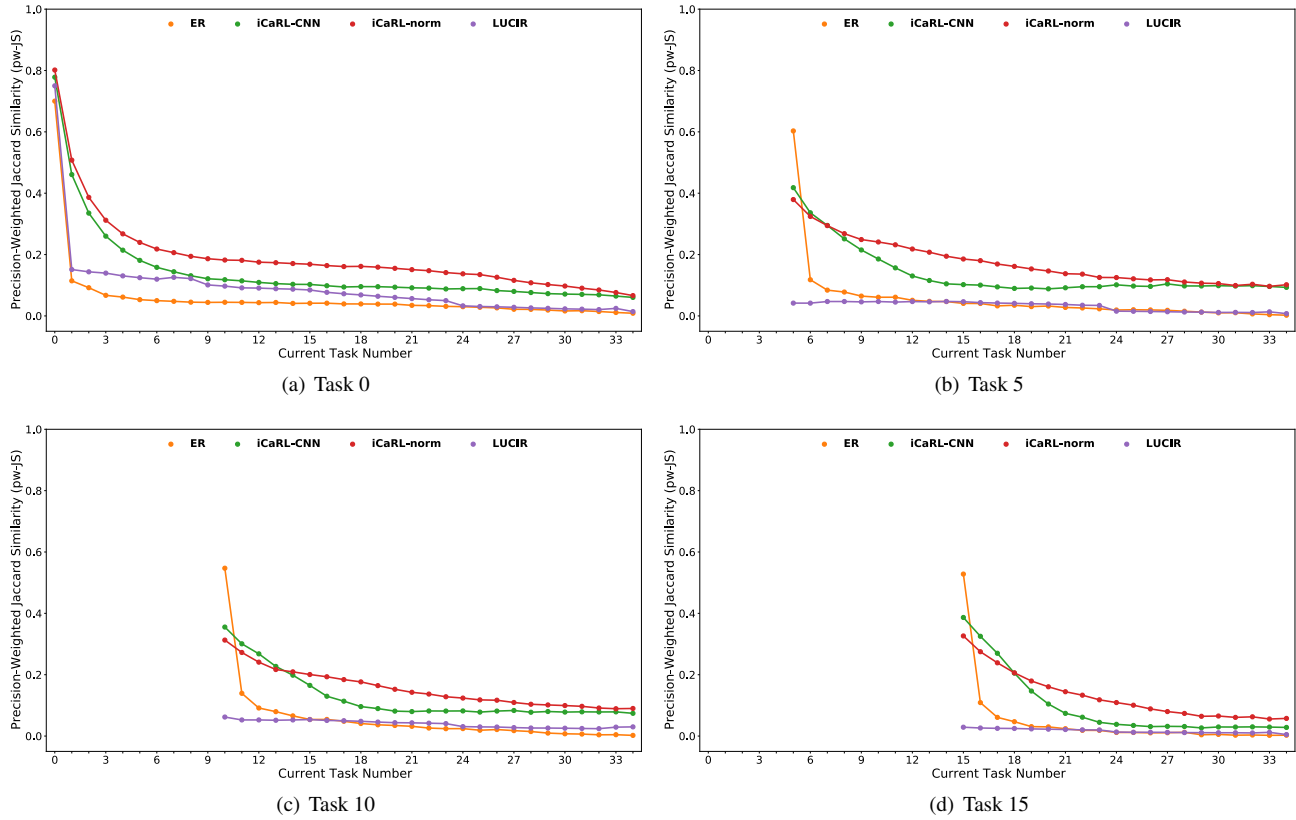 ER iCaRL-CNN iCaRL-norm LUCIR
Precision-Weighted Jaccard Similarity (pw-JS)
1.0
0.8
0.6
0.4
0.2
0.0
0 3 6 9 12 15 18 21 24 27 30 33
Current Task Number
(a) Task 0
ER iCaRL-CNN iCaRL-norm LUCIR
Precision-Weighted Jaccard Similarity (pw-JS)
1.0
0.8
0.6
0.4
0.2
0.0
0 3 6 9 12 15 18 21 24 27 30 33
Current Task Number
(b) Task 5
ER iCaRL-CNN iCaRL-norm LUCIR
Precision-Weighted Jaccard Similarity (pw-JS)
1.0
0.8
0.6
0.4
0.2
0.0
0 3 6 9 12 15 18 21 24 27 30 33
Current Task Number
(c) Task 10
ER iCaRL-CNN iCaRL-norm LUCIR
Precision-Weighted Jaccard Similarity (pw-JS)
1.0
0.8
0.6
0.4
0.2
0.0
0 3 6 9 12 15 18 21 24 27 30 33
Current Task Number
(d) Task 15